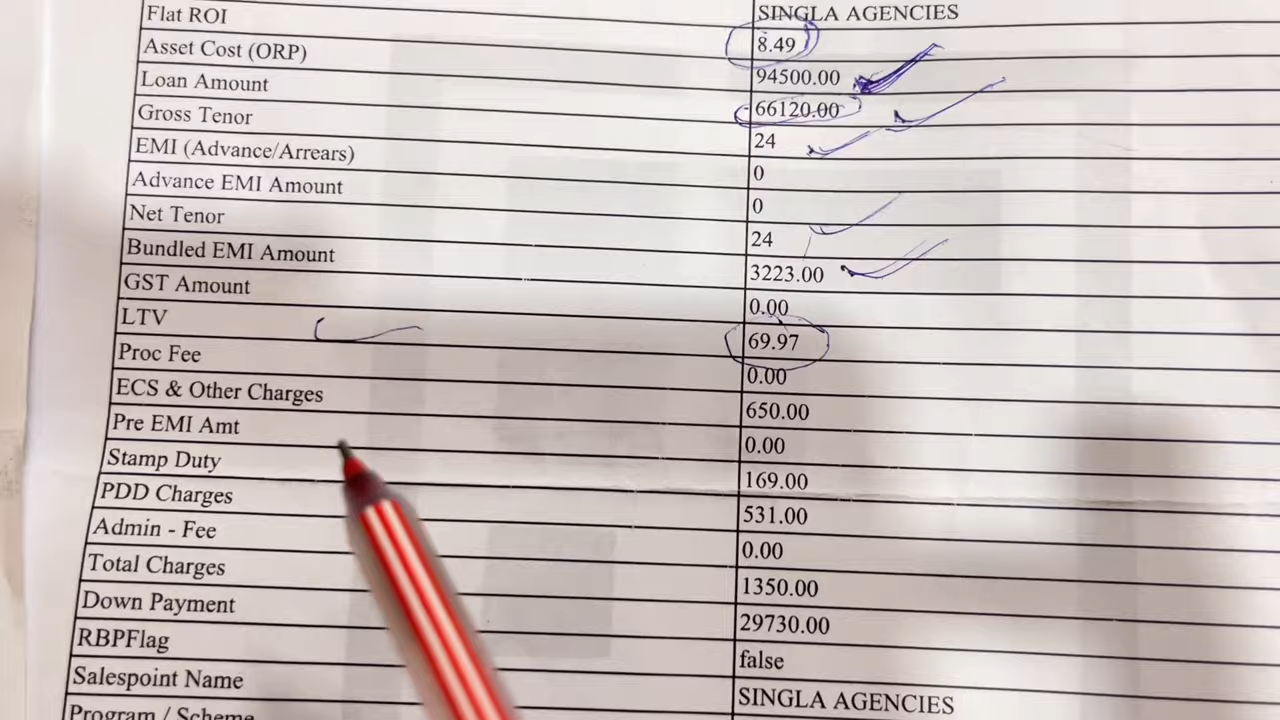 SINGLA AGENCIES
Flat ROI 8.49
Asset Cost (ORP) 94500.00
Loan Amount 66120.00
Gross Tenor 24
EMI (Advance/Arrears) 0
Advance EMI Amount 0
Net Tenor 24
Bundled EMI Amount 3223.00
GST Amount 0.00
LTV 69.97
Proc Fee 0.00
ECS & Other Charges 650.00
Pre EMI Amt 0.00
Stamp Duty 169.00
PDD Charges 531.00
Admin - Fee 0.00
Total Charges 1350.00
Down Payment 29730.00
RBPFlag false
Salespoint Name SINGLA AGENCIES
Program / Scheme